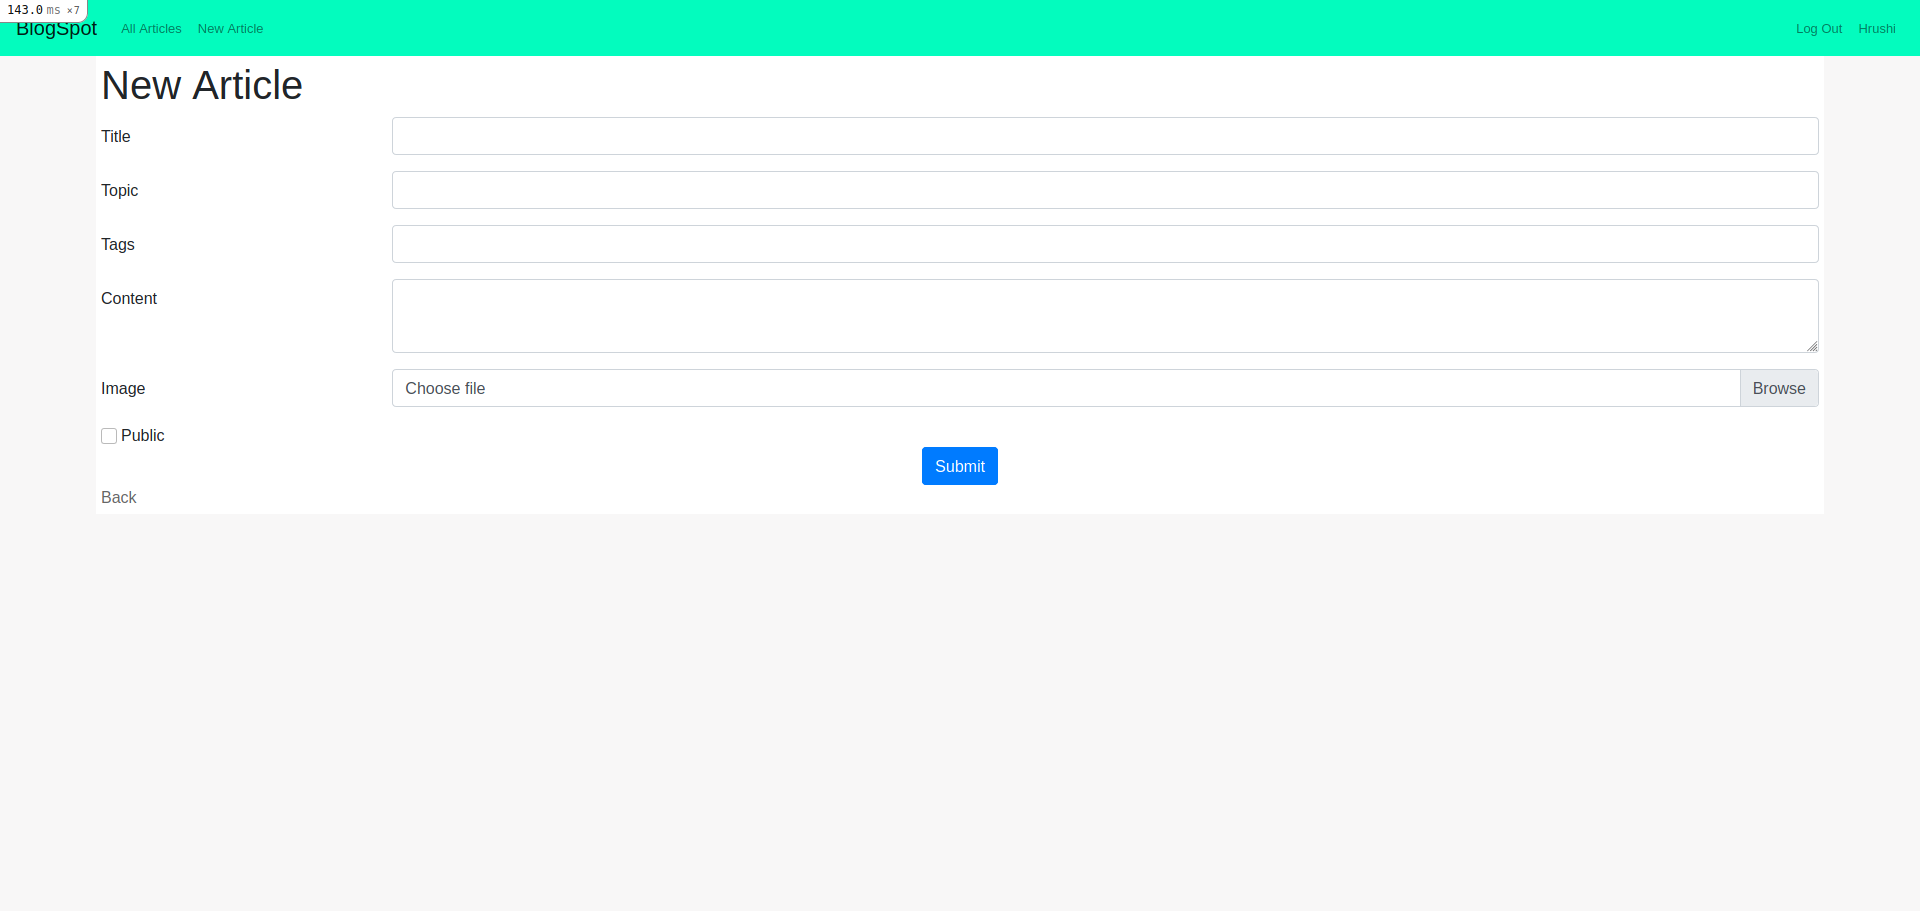 143.0 ms ×7
BlogSpot All Articles New Article Log Out Hrushi
New Article
Title
Topic
Tags
Content
Image Choose file Browse
Public
Submit
Back